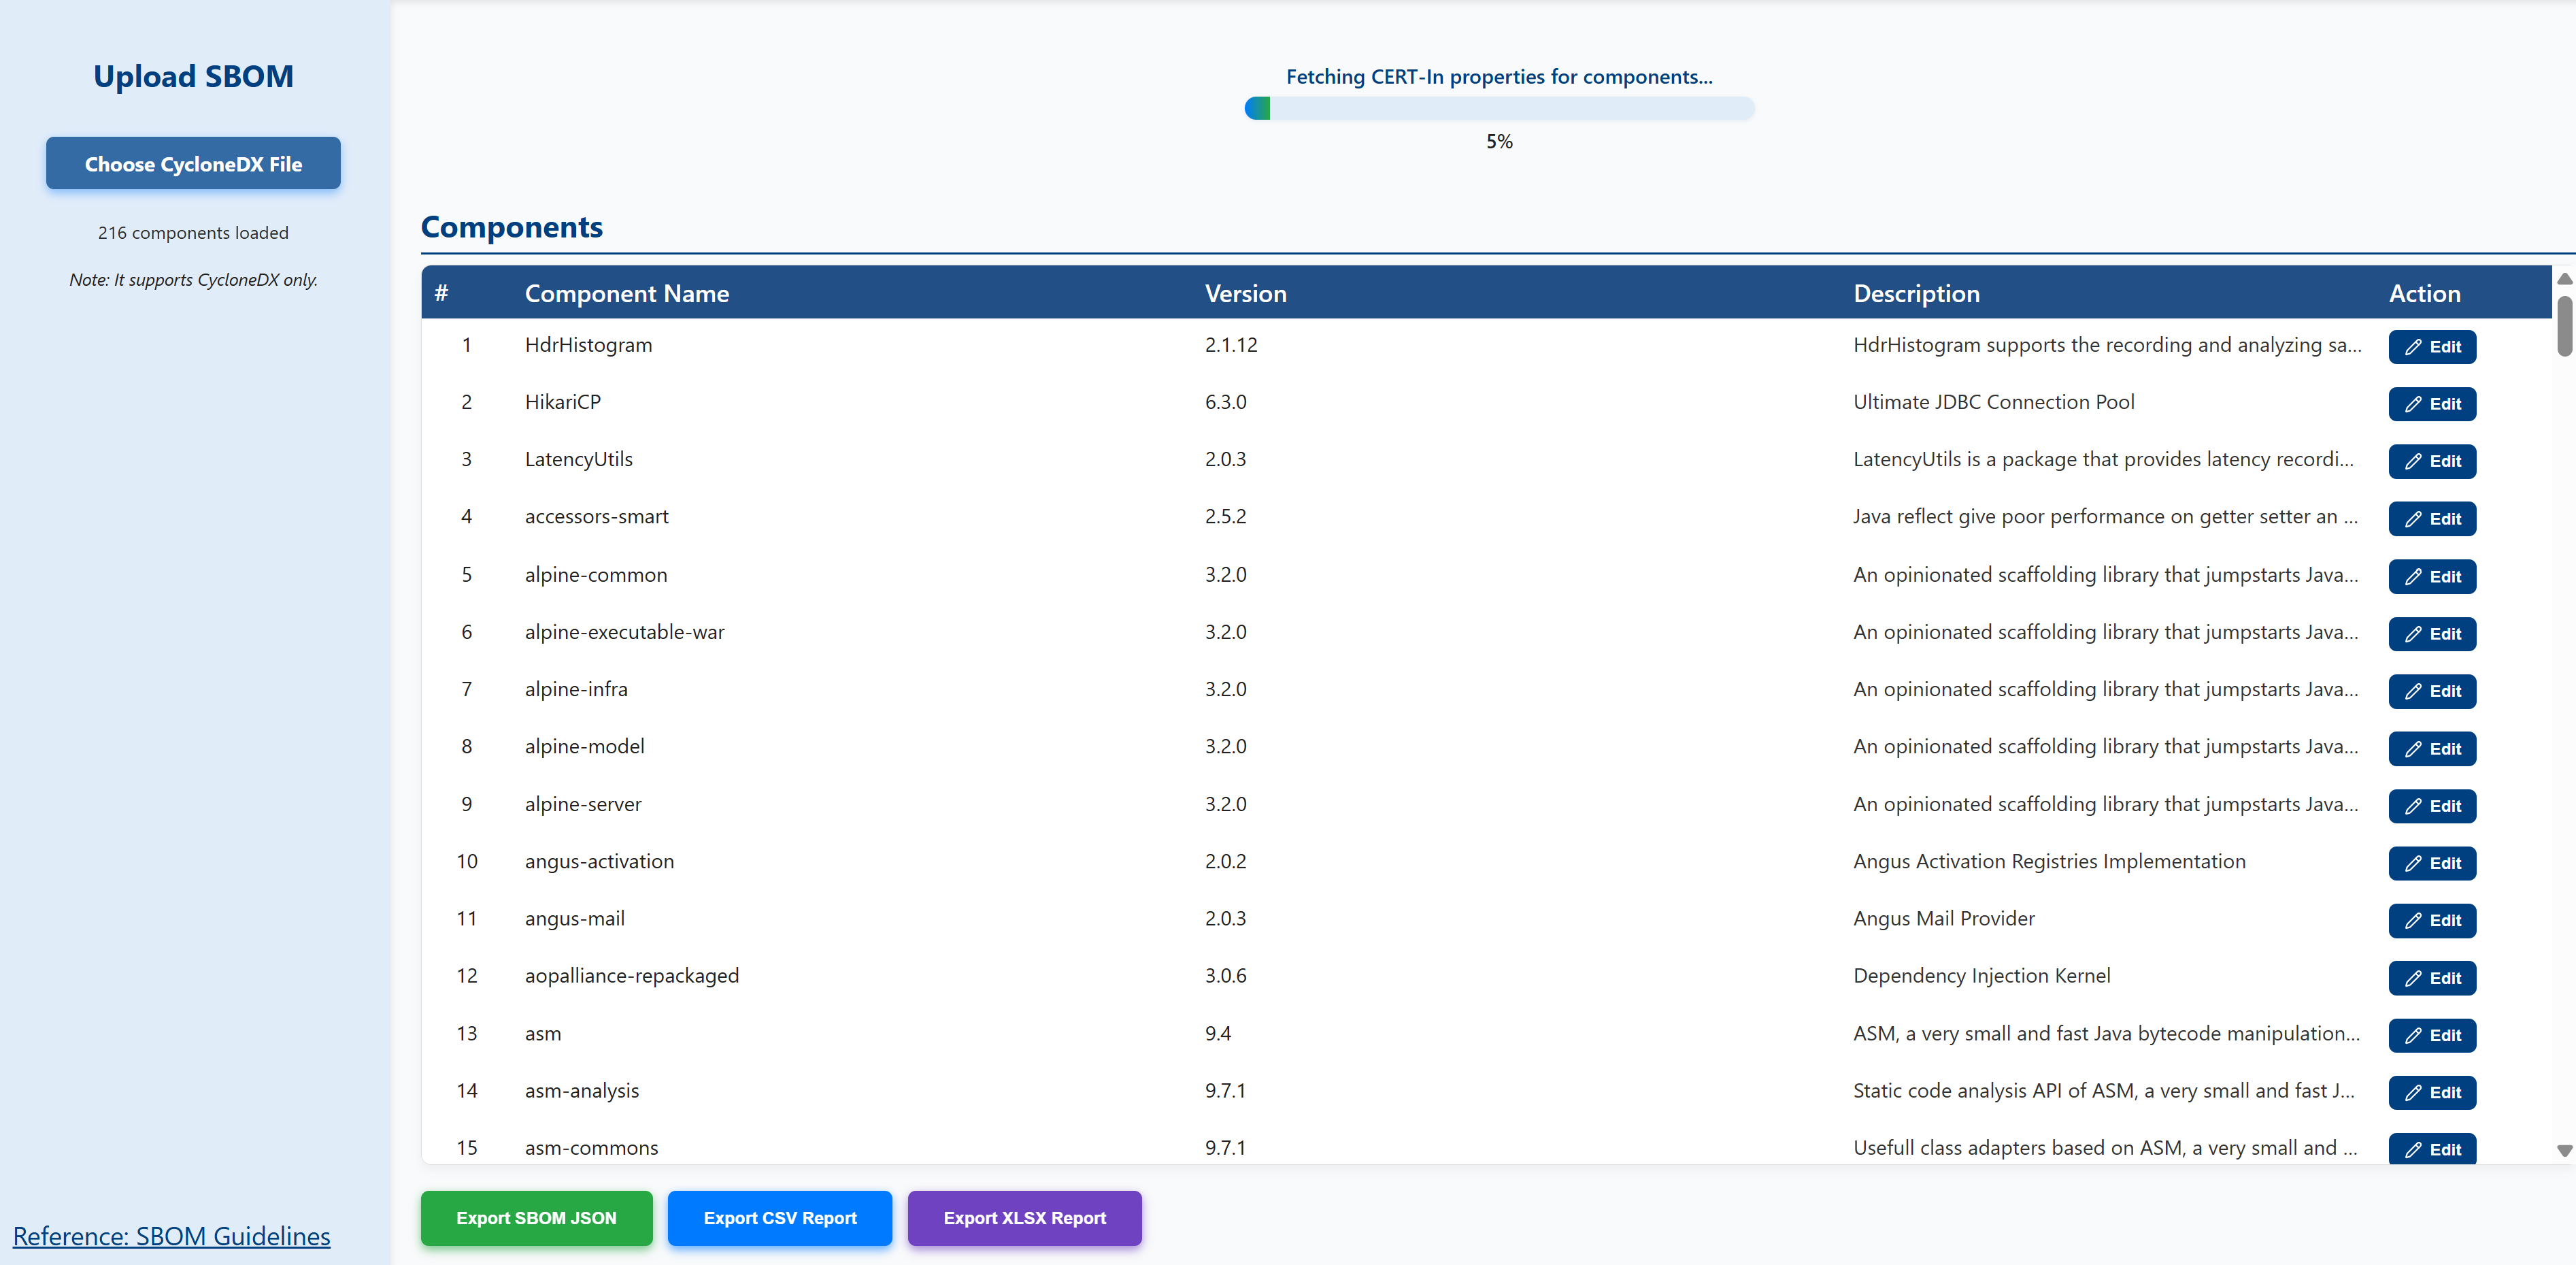 Upload SBOM
Choose CycloneDX File
216 components loaded
Note: It supports CycloneDX only.
Reference: SBOM Guidelines
Fetching CERT-In properties for components...
5%
Components
# Component Name Version Description Action
1 HdrHistogram 2.1.12 HdrHistogram supports the recording and analyzing sa... Edit
2 HikariCP 6.3.0 Ultimate JDBC Connection Pool Edit
3 LatencyUtils 2.0.3 LatencyUtils is a package that provides latency recordi... Edit
4 accessors-smart 2.5.2 Java reflect give poor performance on getter setter an ... Edit
5 alpine-common 3.2.0 An opinionated scaffolding library that jumpstarts Java... Edit
6 alpine-executable-war 3.2.0 An opinionated scaffolding library that jumpstarts Java... Edit
7 alpine-infra 3.2.0 An opinionated scaffolding library that jumpstarts Java... Edit
8 alpine-model 3.2.0 An opinionated scaffolding library that jumpstarts Java... Edit
9 alpine-server 3.2.0 An opinionated scaffolding library that jumpstarts Java... Edit
10 angus-activation 2.0.2 Angus Activation Registries Implementation Edit
11 angus-mail 2.0.3 Angus Mail Provider Edit
12 aopalliance-repackaged 3.0.6 Dependency Injection Kernel Edit
13 asm 9.4 ASM, a very small and fast Java bytecode manipulation... Edit
14 asm-analysis 9.7.1 Static code analysis API of ASM, a very small and fast J... Edit
15 asm-commons 9.7.1 Usefull class adapters based on ASM, a very small and ... Edit
Export SBOM JSON Export CSV Report Export XLSX Report